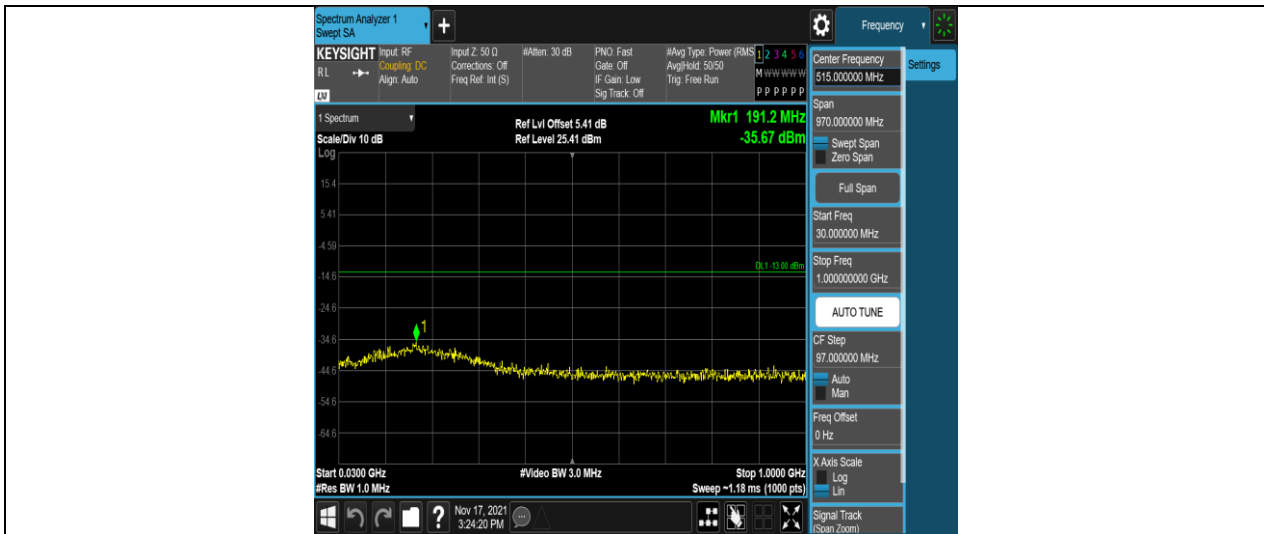 Spectrum Analyzer 1
Swept SA
Frequency
KEYSIGHT
Input: RF
Coupling: DC
Align: Auto
Input Z: 50 Ω
Corrections: Off
Freq Ref: Int (S)
#Atten: 30 dB
PNO: Fast
Gate: Off
IF Gain: Low
Sig Track: Off
#Avg Type: Power (RMS
Avg|Hold: 50/50
Trig: Free Run
1 2 3 4 5 6
M W W W W W
P P P P P P
R L
LXI
1 Spectrum
Scale/Div 10 dB
Log
Ref Lvl Offset 5.41 dB
Ref Level 25.41 dBm
Mkr1 191.2 MHz
-35.67 dBm
15.4
5.41
-4.59
DL1 -13.00 dBm
-14.6
-24.6
1
-34.6
-44.6
-54.6
-64.6
Start 0.0300 GHz
#Res BW 1.0 MHz
#Video BW 3.0 MHz
Stop 1.0000 GHz
Sweep ~1.18 ms (1000 pts)
Nov 17, 2021
3:24:20 PM
Center Frequency
515.000000 MHz
Settings
Span
970.000000 MHz
Swept Span
Zero Span
Full Span
Start Freq
30.000000 MHz
Stop Freq
1.000000000 GHz
AUTO TUNE
CF Step
97.000000 MHz
Auto
Man
Freq Offset
0 Hz
X Axis Scale
Log
Lin
Signal Track
(Span Zoom)